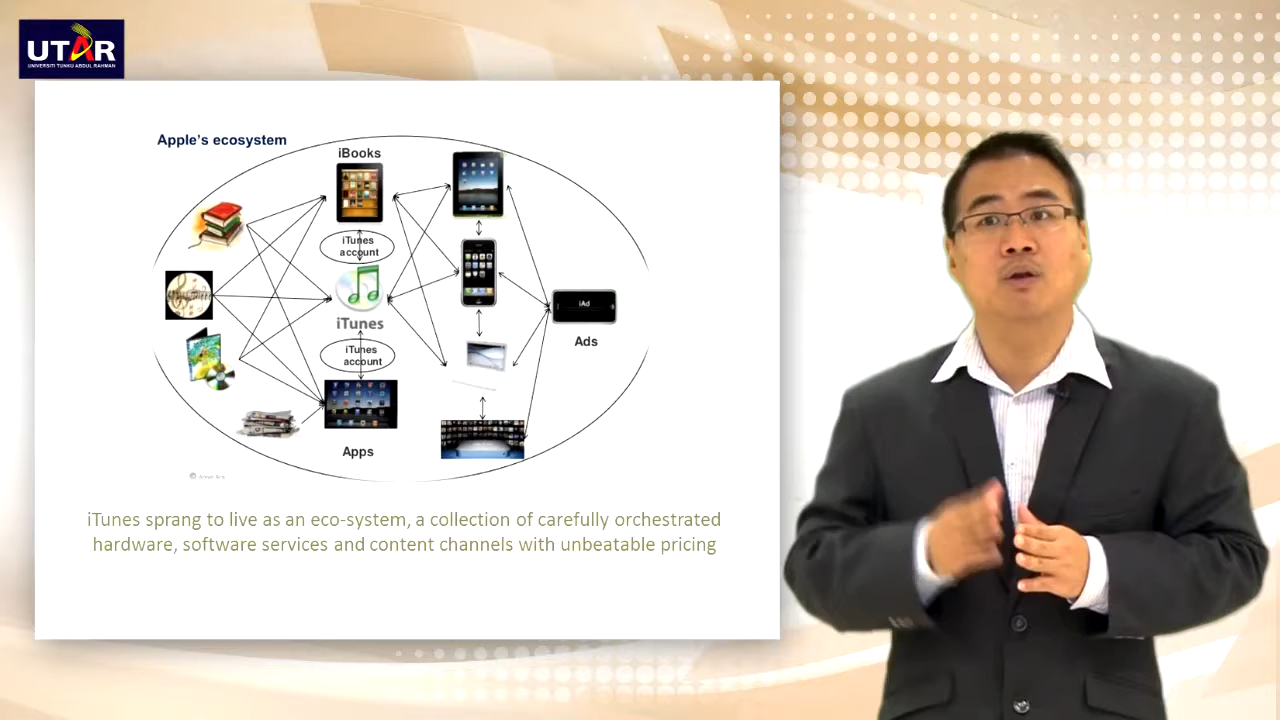 UTAR
UNIVERSITI TUNKU ABDUL RAHMAN
Apple's ecosystem
iBooks
iTunes
account
iTunes
iTunes
account
Apps
iAd
Ads
iTunes sprang to live as an eco-system, a collection of carefully orchestrated
hardware, software services and content channels with unbeatable pricing